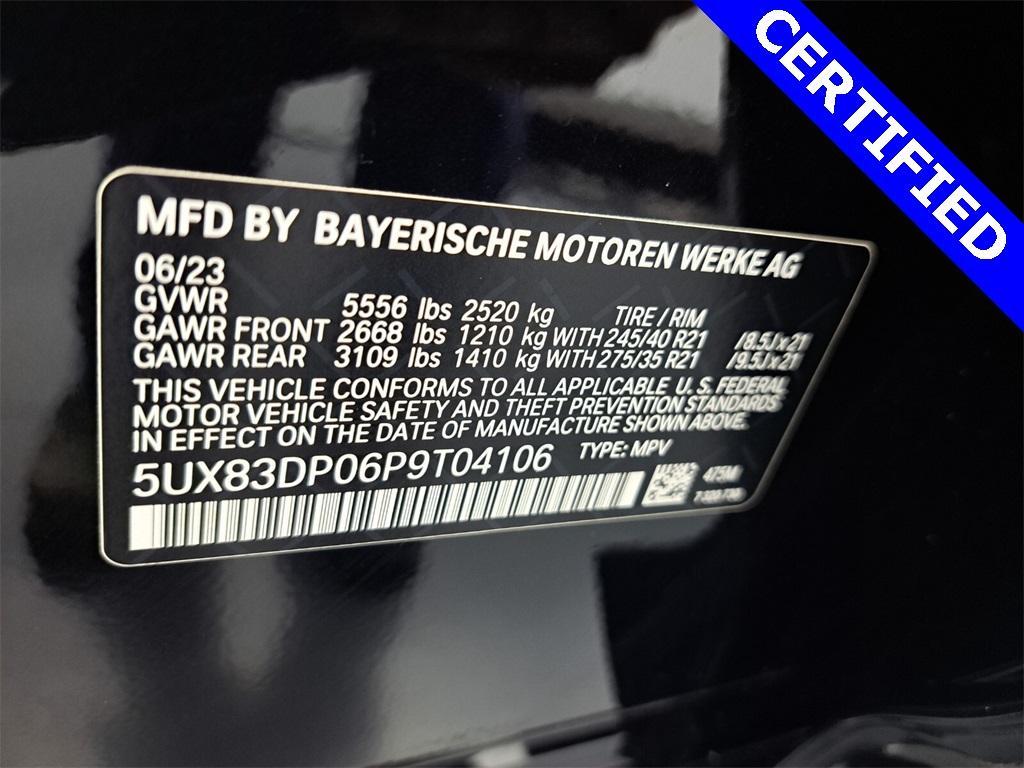 CERTIFIED
MFD BY BAYERISCHE MOTOREN WERKE AG
06/23
GVWR 5556 lbs 2520 kg TIRE / RIM
GAWR FRONT 2668 lbs 1210 kg WITH 245/40 R21 /8.5Jx21
GAWR REAR 3109 lbs 1410 kg WITH 275/35 R21 /9.5Jx21
THIS VEHICLE CONFORMS TO ALL APPLICABLE U.S. FEDERAL
MOTOR VEHICLE SAFETY AND THEFT PREVENTION STANDARDS
IN EFFECT ON THE DATE OF MANUFACTURE SHOWN ABOVE.
5UX83DP06P9T04106 TYPE: MPV